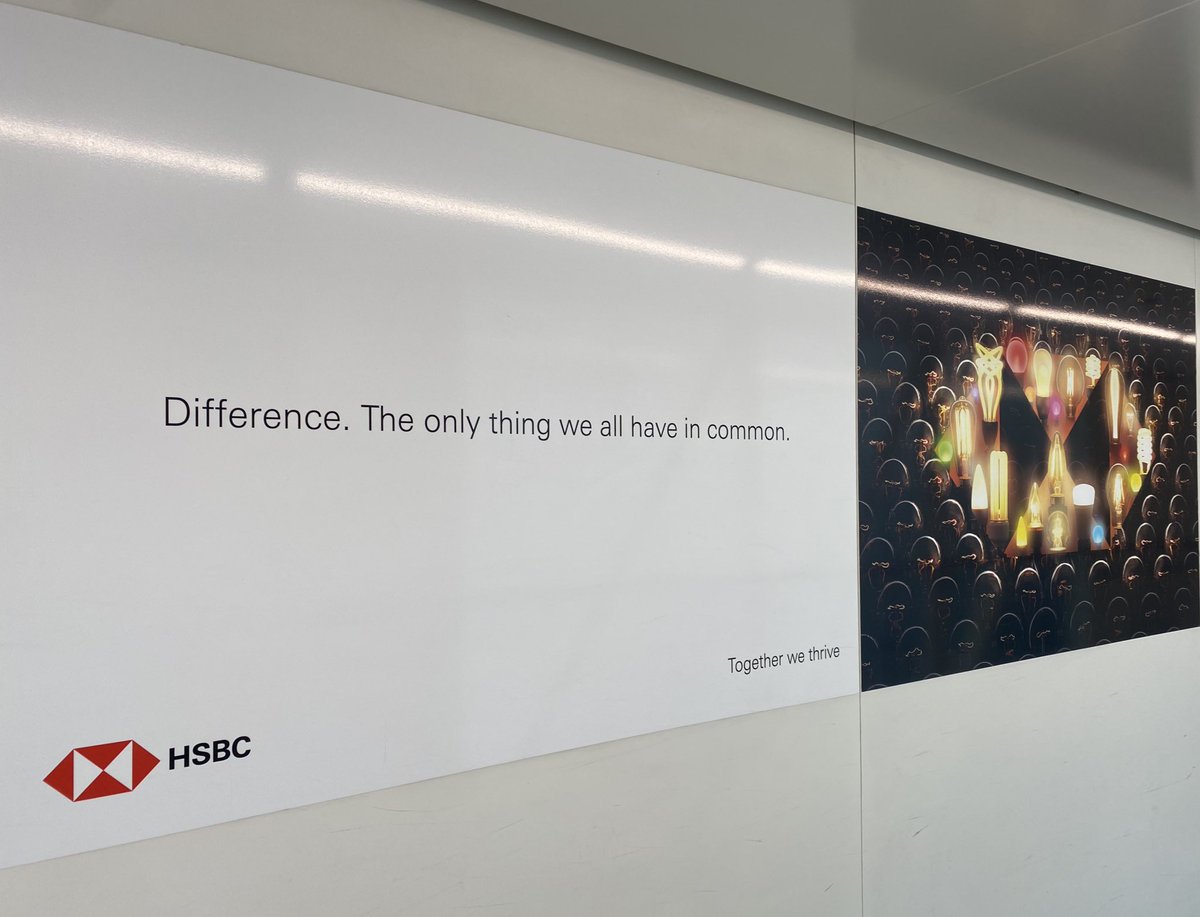 Difference. The only thing we all have in common.
Together we thrive
HSBC